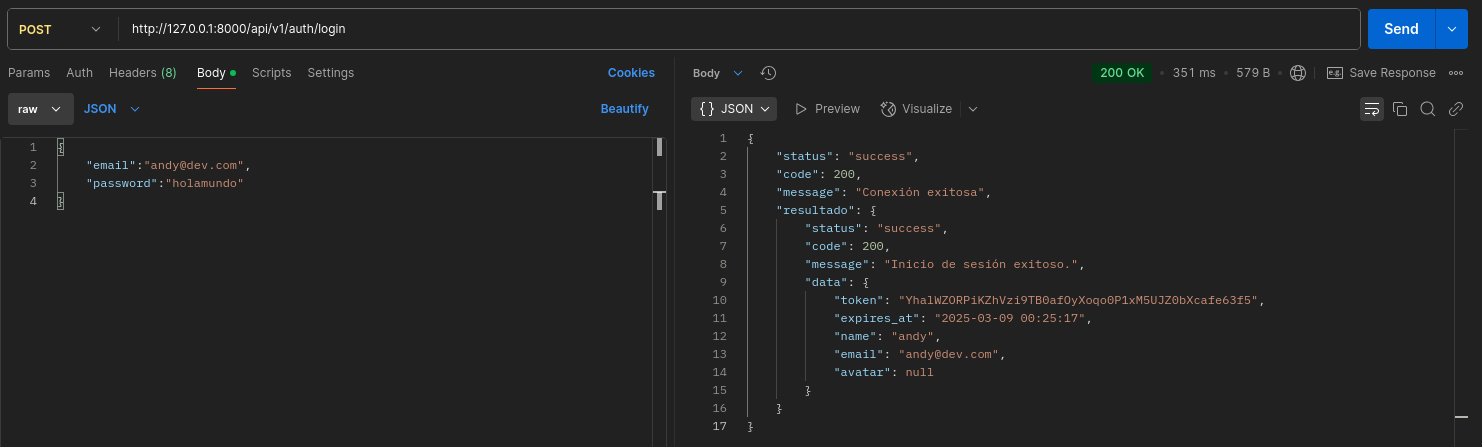 POST http://127.0.0.1:8000/api/v1/auth/login Send
Params Auth Headers (8) Body Scripts Settings Cookies
raw JSON Beautify
1 {
2 "email":"andy@dev.com",
3 "password":"holamundo"
4 }
Body 200 OK • 351 ms • 579 B e.g. Save Response
{} JSON Preview Visualize
1 {
2 "status": "success",
3 "code": 200,
4 "message": "Conexión exitosa",
5 "resultado": {
6 "status": "success",
7 "code": 200,
8 "message": "Inicio de sesión exitoso.",
9 "data": {
10 "token": "YhalWZORPiKZhVzi9TB0afOyXoqo0P1xM5UJZ0bXcafe63f5",
11 "expires_at": "2025-03-09 00:25:17",
12 "name": "andy",
13 "email": "andy@dev.com",
14 "avatar": null
15 }
16 }
17 }